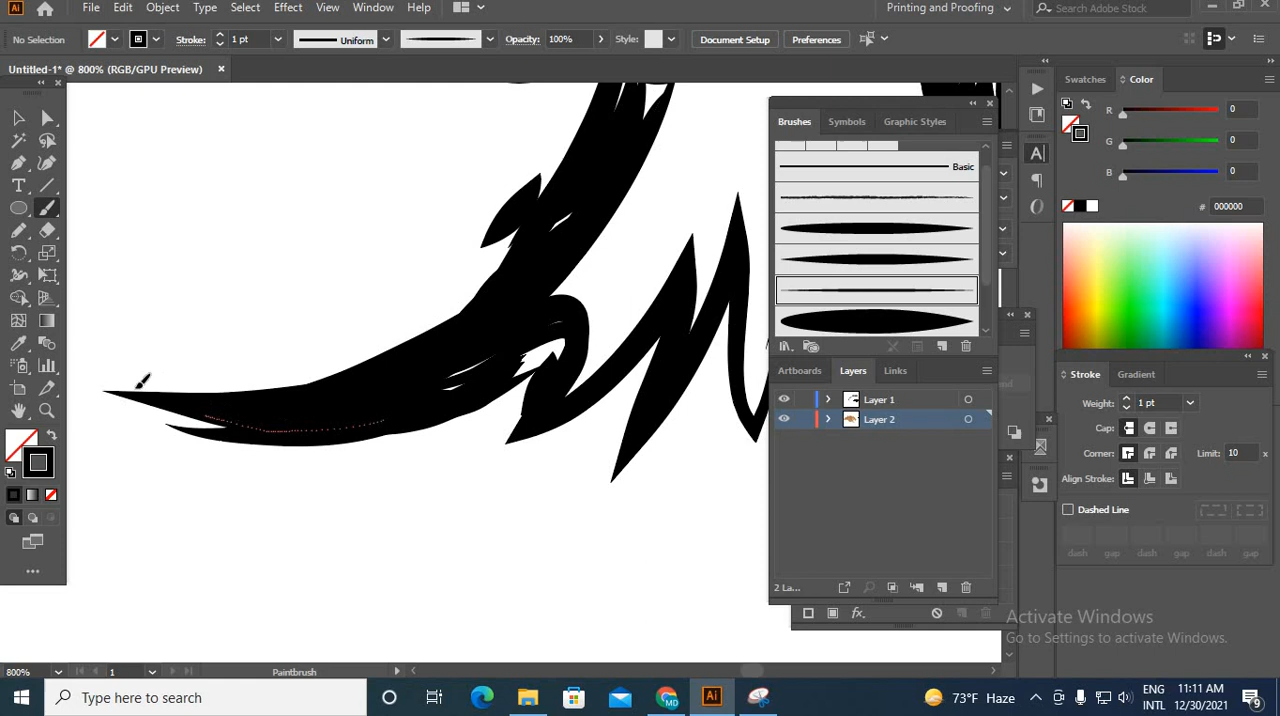 Ai File Edit Object Type Select Effect View Window Help Printing and Proofing Search Adobe Stock
No Selection Stroke: 1 pt Uniform Opacity: 100% Style: Document Setup Preferences
Untitled-1* @ 800% (RGB/GPU Preview)
Swatches Color
Brushes Symbols Graphic Styles
Basic
R 0
G 0
B 0
# 000000
Artboards Layers Links
Layer 1
Layer 2
2 La...
Stroke Gradient
Weight: 1 pt
Cap:
Corner: Limit: 10 x
Align Stroke:
Dashed Line
dash gap dash gap dash gap
Activate Windows
Go to Settings to activate Windows.
800% 1 Paintbrush
Type here to search
MD
Ai
73°F Haze
ENG
INTL
11:11 AM
12/30/2021
9